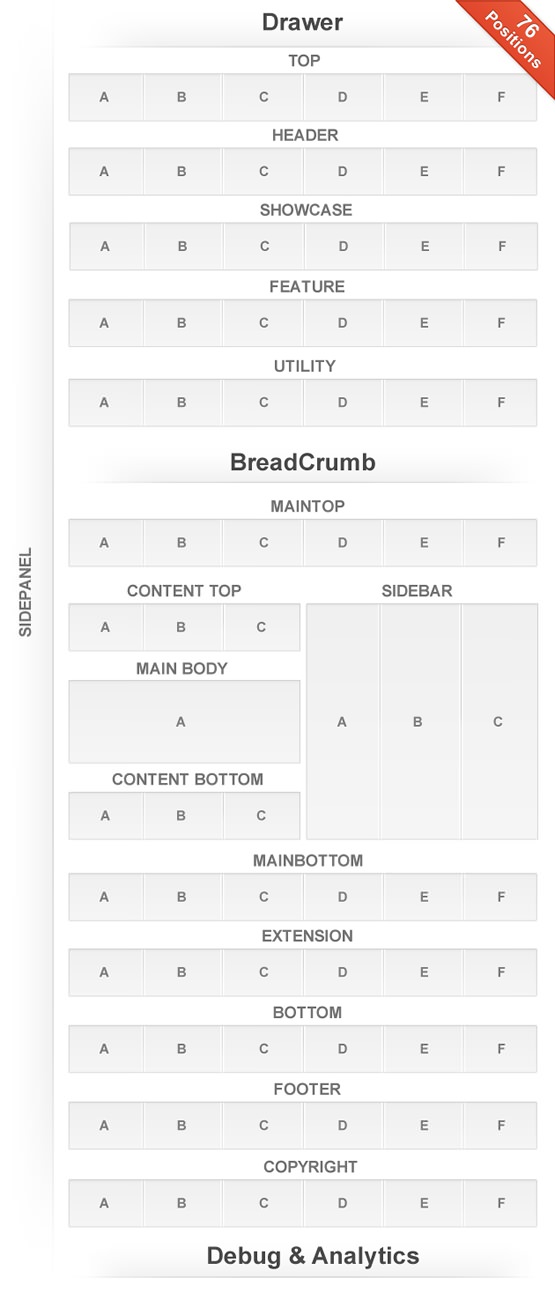 Drawer
76
Positions
TOP
A B C D E F
HEADER
A B C D E F
SHOWCASE
A B C D E F
FEATURE
A B C D E F
UTILITY
A B C D E F
BreadCrumb
MAINTOP
A B C D E F
SIDEPANEL
CONTENT TOP
A B C
MAIN BODY
A
CONTENT BOTTOM
A B C
SIDEBAR
A B C
MAINBOTTOM
A B C D E F
EXTENSION
A B C D E F
BOTTOM
A B C D E F
FOOTER
A B C D E F
COPYRIGHT
A B C D E F
Debug & Analytics